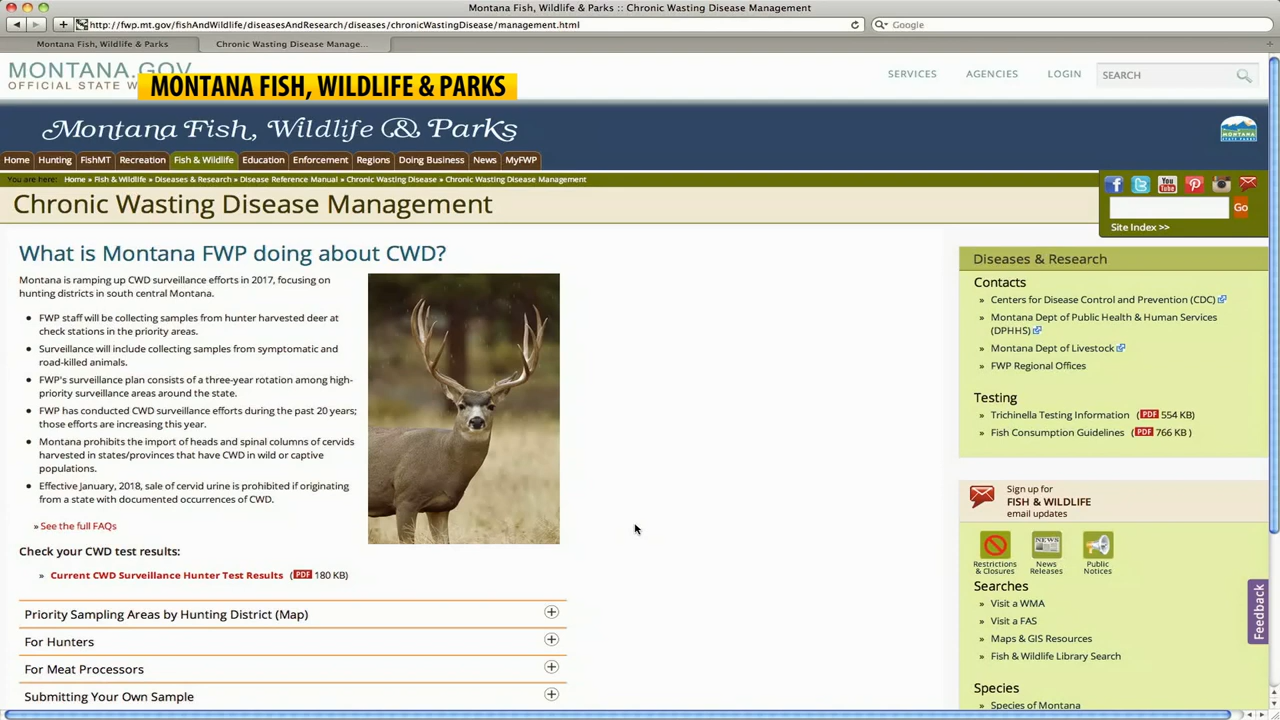 Montana Fish, Wildlife & Parks :: Chronic Wasting Disease Management
http://fwp.mt.gov/fishAndWildlife/diseasesAndResearch/diseases/chronicWastingDisease/management.html
Google
Montana Fish, Wildlife & Parks
Chronic Wasting Disease Manage...
MONTANA.GOV
OFFICIAL STATE W
SERVICES
AGENCIES
LOGIN
SEARCH
MONTANA FISH, WILDLIFE & PARKS
Montana Fish, Wildlife & Parks
Home
Hunting
FishMT
Recreation
Fish & Wildlife
Education
Enforcement
Regions
Doing Business
News
MyFWP
You are here: Home » Fish & Wildlife » Diseases & Research » Disease Reference Manual » Chronic Wasting Disease » Chronic Wasting Disease Management
Chronic Wasting Disease Management
Go
Site Index >>
What is Montana FWP doing about CWD?
Montana is ramping up CWD surveillance efforts in 2017, focusing on
hunting districts in south central Montana.
• FWP staff will be collecting samples from hunter harvested deer at
check stations in the priority areas.
• Surveillance will include collecting samples from symptomatic and
road-killed animals.
• FWP's surveillance plan consists of a three-year rotation among high-
priority surveillance areas around the state.
• FWP has conducted CWD surveillance efforts during the past 20 years;
those efforts are increasing this year.
• Montana prohibits the import of heads and spinal columns of cervids
harvested in states/provinces that have CWD in wild or captive
populations.
• Effective January, 2018, sale of cervid urine is prohibited if originating
from a state with documented occurrences of CWD.
» See the full FAQs
Check your CWD test results:
» Current CWD Surveillance Hunter Test Results (PDF 180 KB)
Priority Sampling Areas by Hunting District (Map)
For Hunters
For Meat Processors
Submitting Your Own Sample
Diseases & Research
Contacts
» Centers for Disease Control and Prevention (CDC)
» Montana Dept of Public Health & Human Services
(DPHHS)
» Montana Dept of Livestock
» FWP Regional Offices
Testing
» Trichinella Testing Information (PDF 554 KB)
» Fish Consumption Guidelines (PDF 766 KB )
Sign up for
FISH & WILDLIFE
email updates
NEWS
Restrictions
& Closures
News
Releases
Public
Notices
Searches
» Visit a WMA
» Visit a FAS
» Maps & GIS Resources
» Fish & Wildlife Library Search
Species
» Species of Montana
Feedback